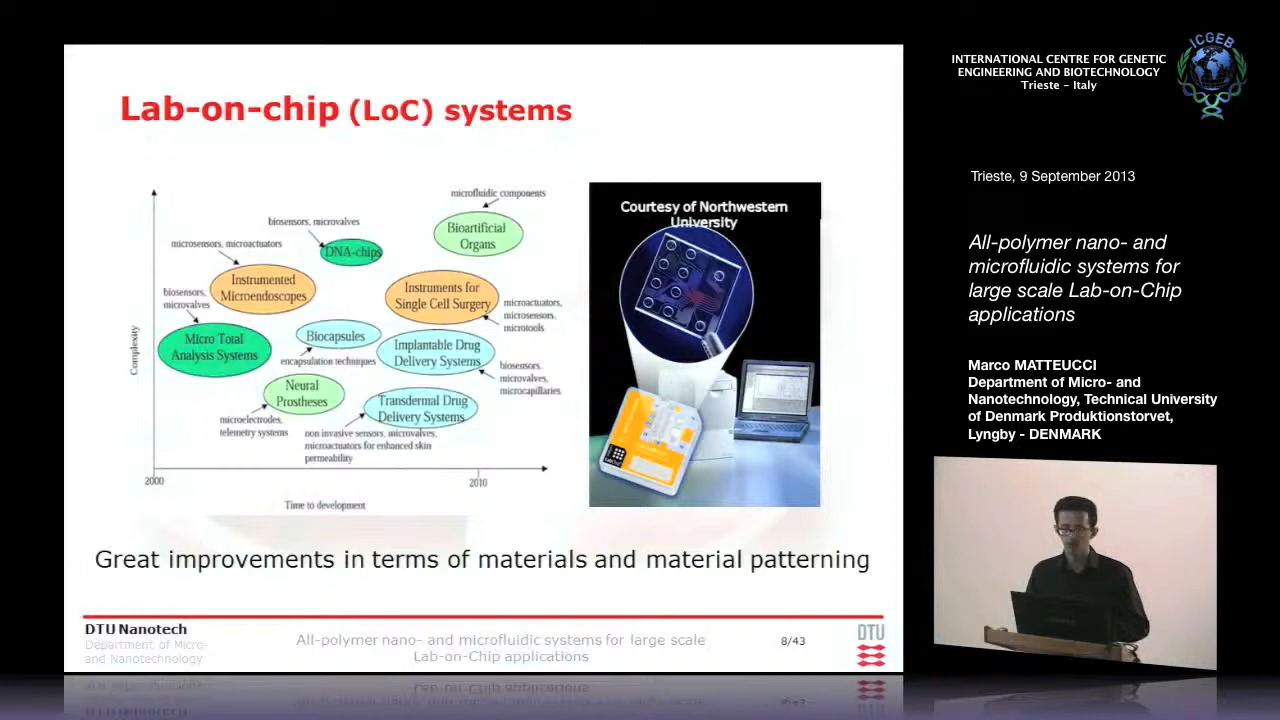 Lab-on-chip (LoC) systems
microfluidic components
Bioartificial
Organs
biosensors, microvalves
DNA-chips
microsensors, microactuators
Instrumented
Microendoscopes
Instruments for
Single Cell Surgery
biosensors,
microvalves
microactuators,
microsensors,
microtools
Micro Total
Analysis Systems
Biocapsules
encapsulation techniques
Implantable Drug
Delivery Systems
biosensors,
microvalves,
microcapillaries
Neural
Prostheses
Transdermal Drug
Delivery Systems
microelectrodes,
telemetry systems
non invasive sensors, microvalves,
microactuators for enhanced skin
permeability
Complexity
2000
2010
Time to development
Courtesy of Northwestern
University
Great improvements in terms of materials and material patterning
DTU Nanotech
Department of Micro-
and Nanotechnology
All-polymer nano- and microfluidic systems for large scale
Lab-on-Chip applications
8/43
DTU
INTERNATIONAL CENTRE FOR GENETIC
ENGINEERING AND BIOTECHNOLOGY
Trieste - Italy
ICGEB
Trieste, 9 September 2013
All-polymer nano- and
microfluidic systems for
large scale Lab-on-Chip
applications
Marco MATTEUCCI
Department of Micro- and
Nanotechnology, Technical University
of Denmark Produktionstorvet,
Lyngby - DENMARK